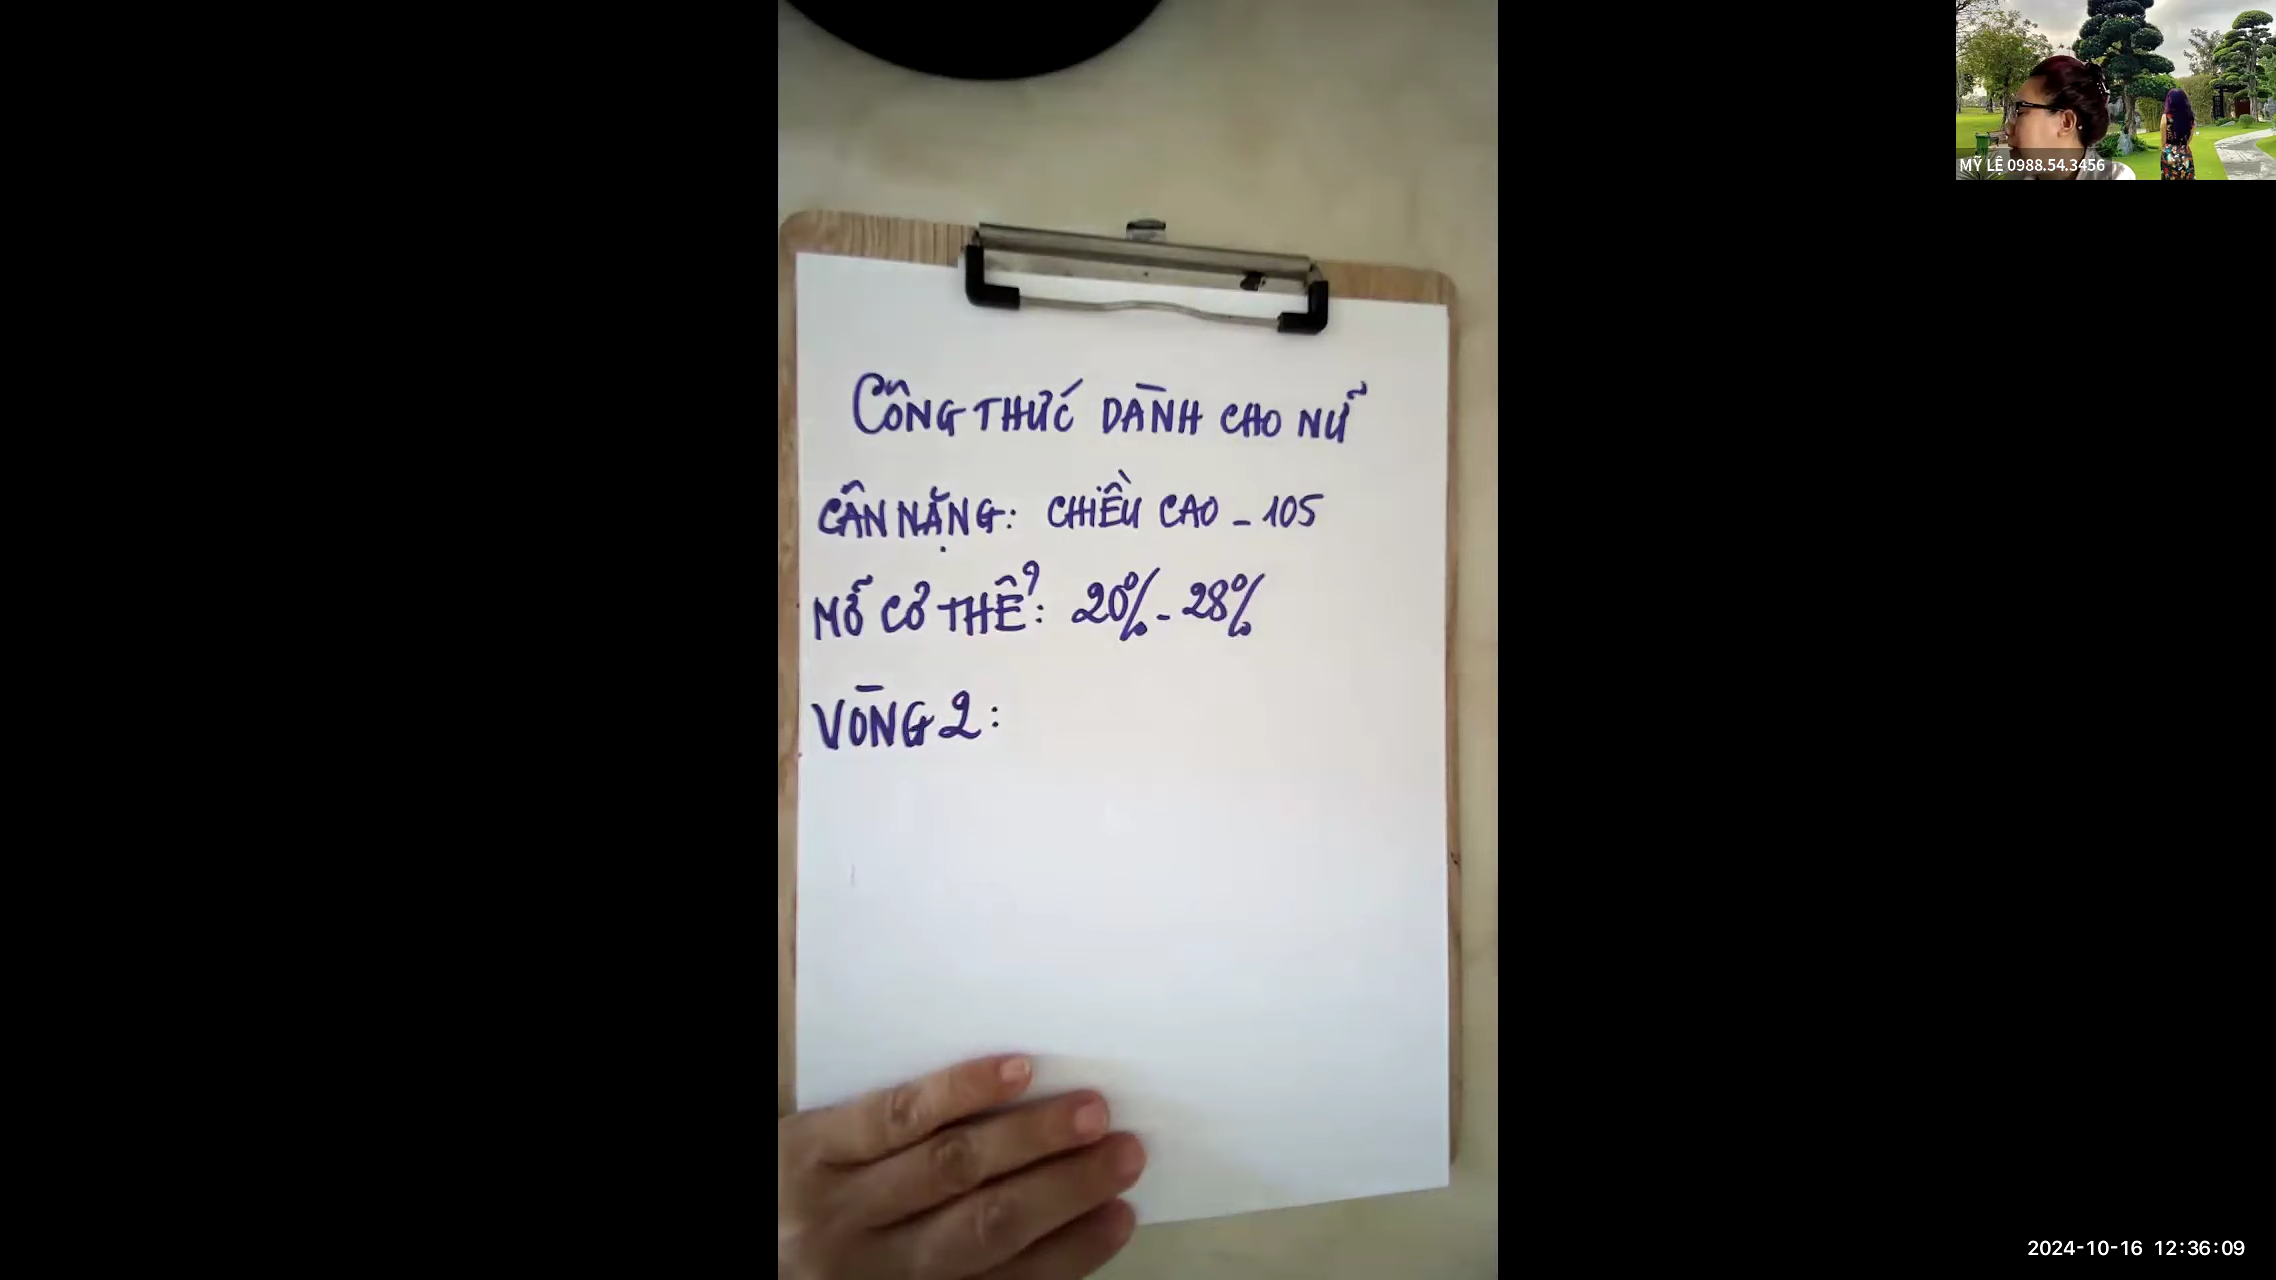 MỸ LỆ 0988.54.3456
CÔNG THỨC DÀNH CHO NỮ
CÂN NẶNG: CHIỀU CAO - 105
MỠ CƠ THỂ: 20% - 28%
VÒNG 2:
2024-10-16 12:36:09